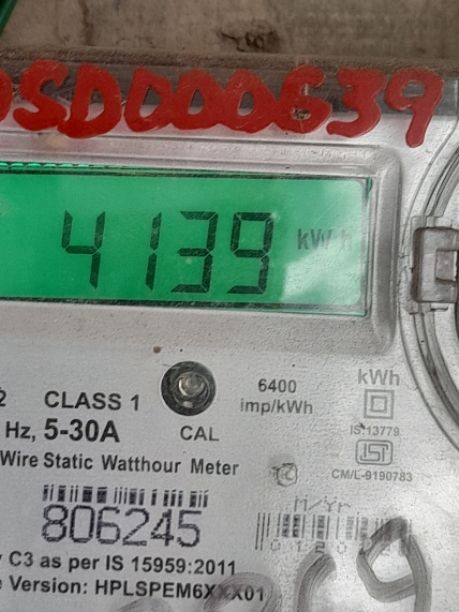 DSD000639
4139 kWh
CLASS 1
6400
imp/kWh
kWh
Hz, 5-30A
CAL
IS:13779
Wire Static Watthour Meter
CM/L-9190783
806245
M/Yr
C3 as per IS 15959:2011
Version: HPLSPEM6XXX01